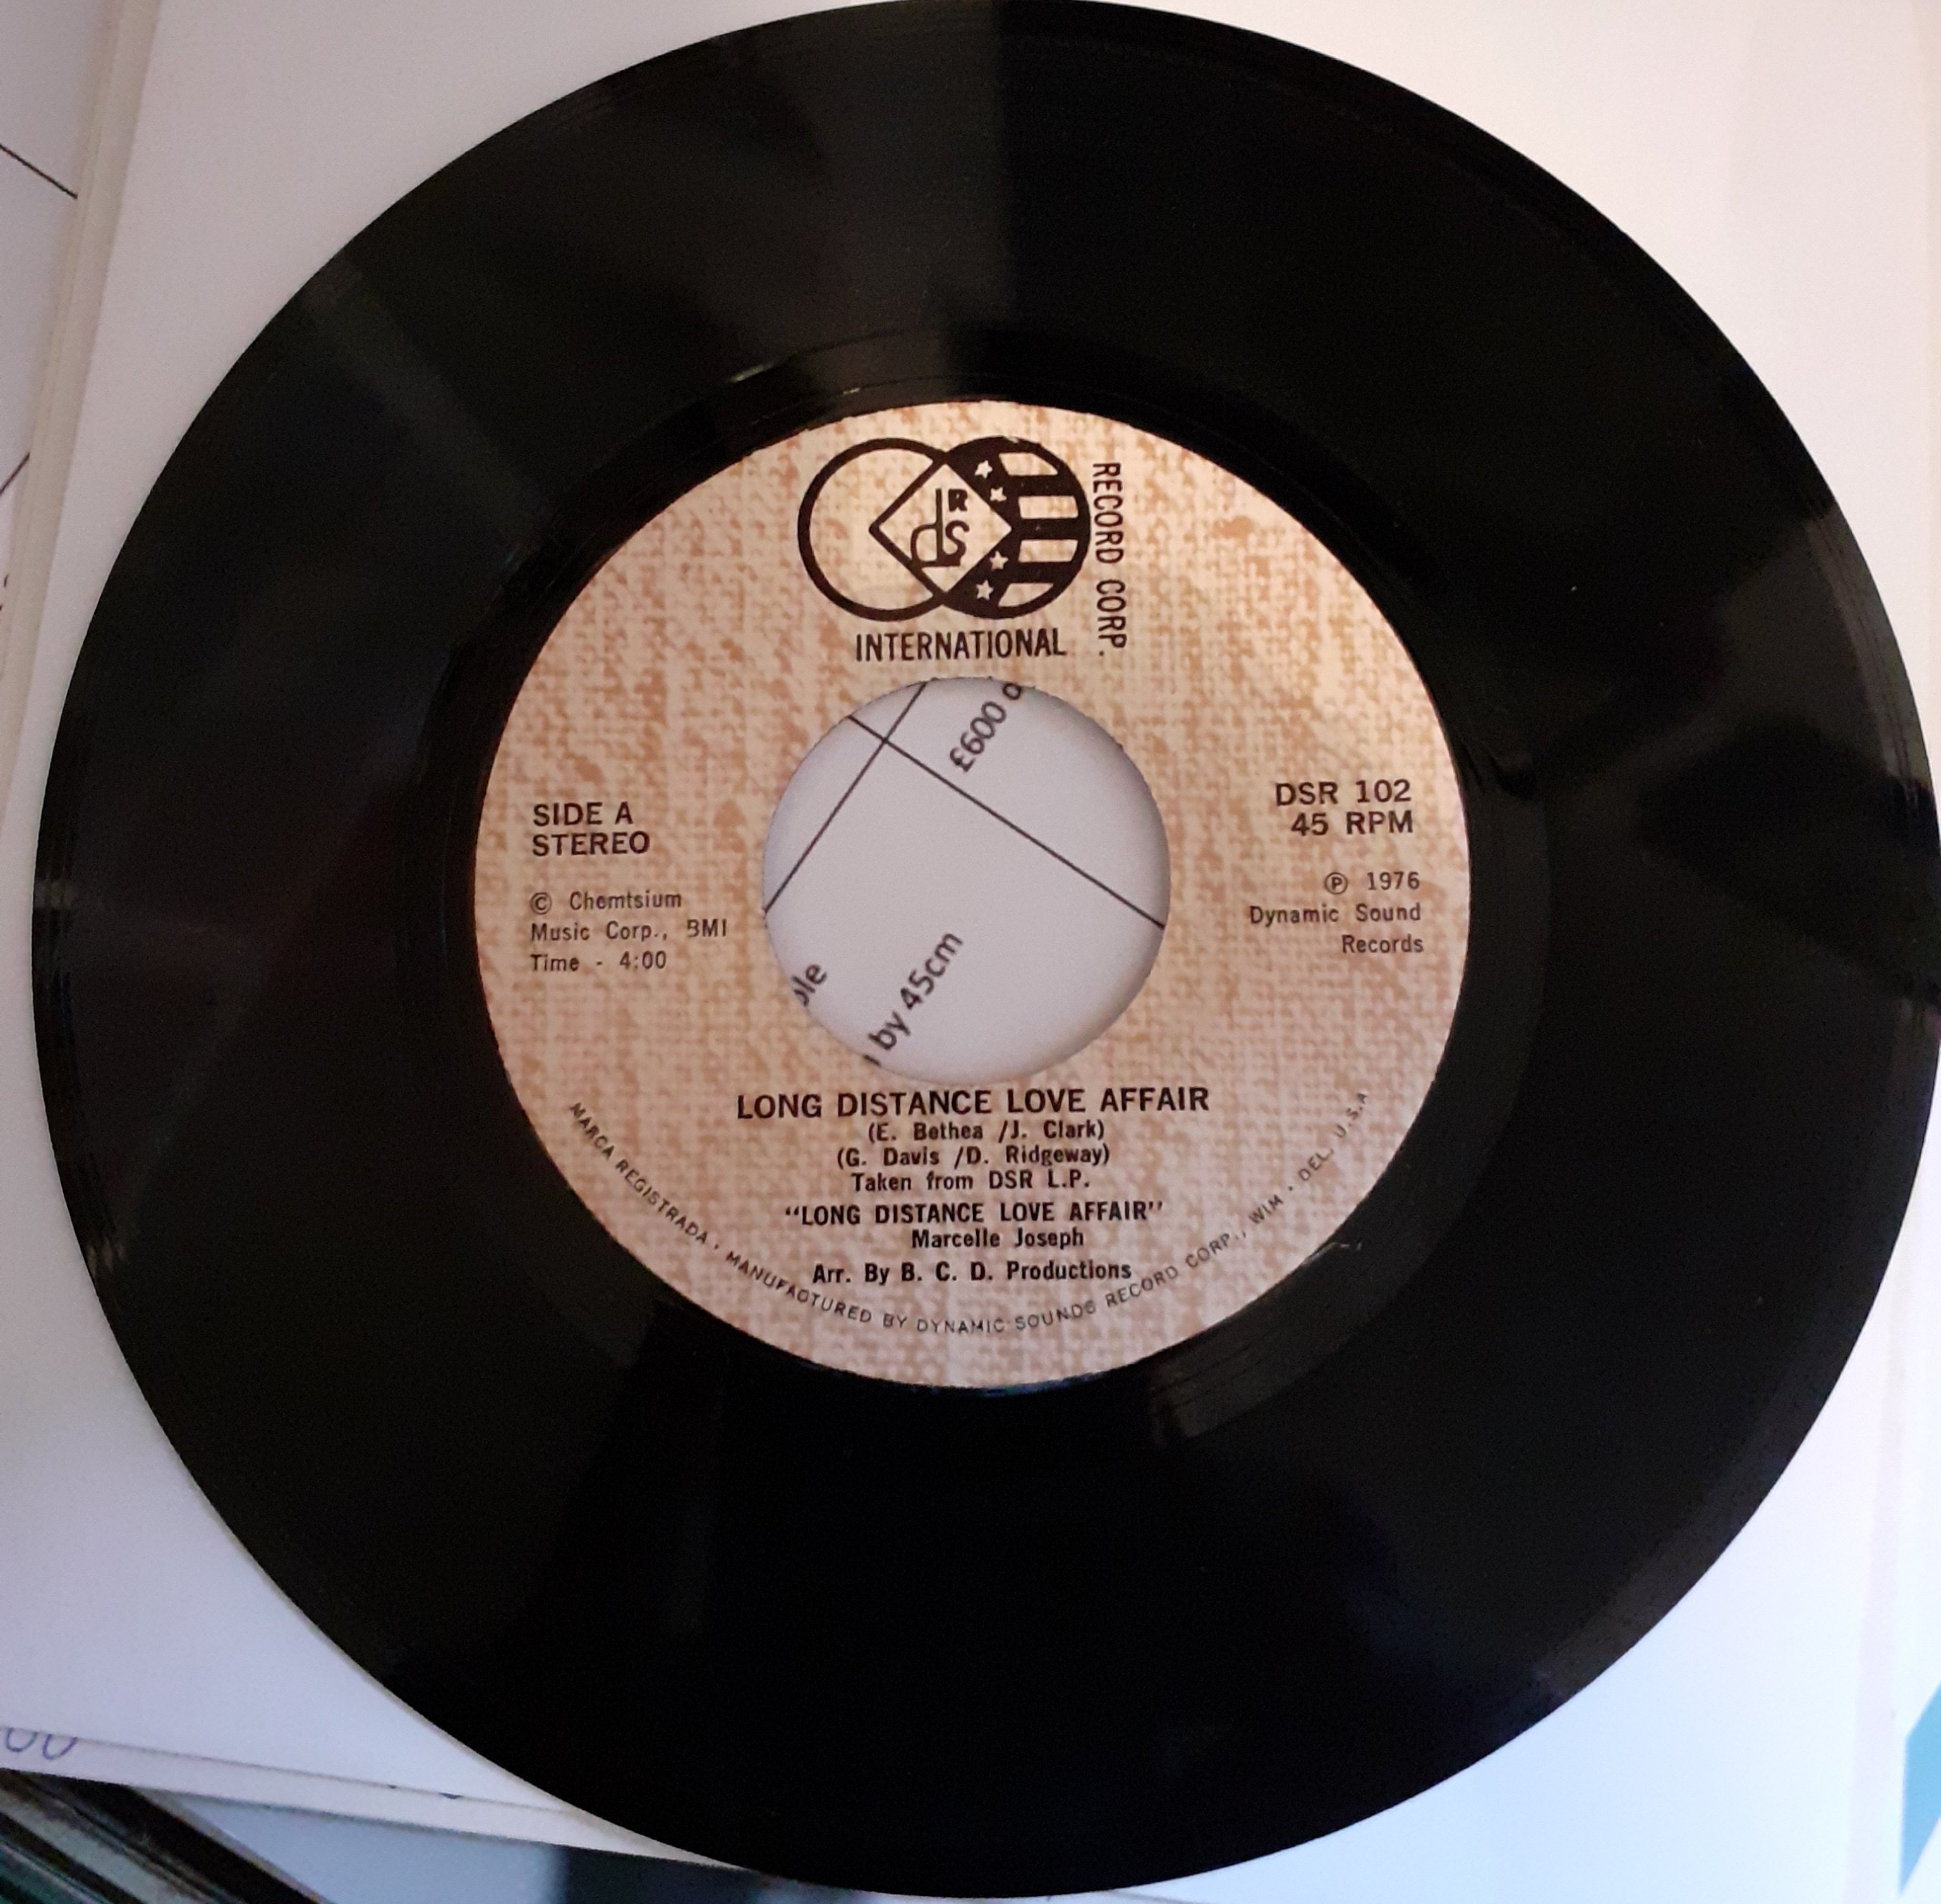 dsR
RECORD CORP.
INTERNATIONAL
£600
SIDE A
STEREO
© Chemtsium
Music Corp., BMI
Time - 4:00
DSR 102
45 RPM
℗ 1976
Dynamic Sound
Records
by 45cm
LONG DISTANCE LOVE AFFAIR
(E. Bethea /J. Clark)
(G. Davis /D. Ridgeway)
Taken from DSR L.P.
“LONG DISTANCE LOVE AFFAIR”
Marcelle Joseph
Arr. By B. C. D. Productions
MARCA REGISTRADA · MANUFACTURED BY DYNAMIC SOUNDS RECORD CORP., WIM · DEL. U.S.A